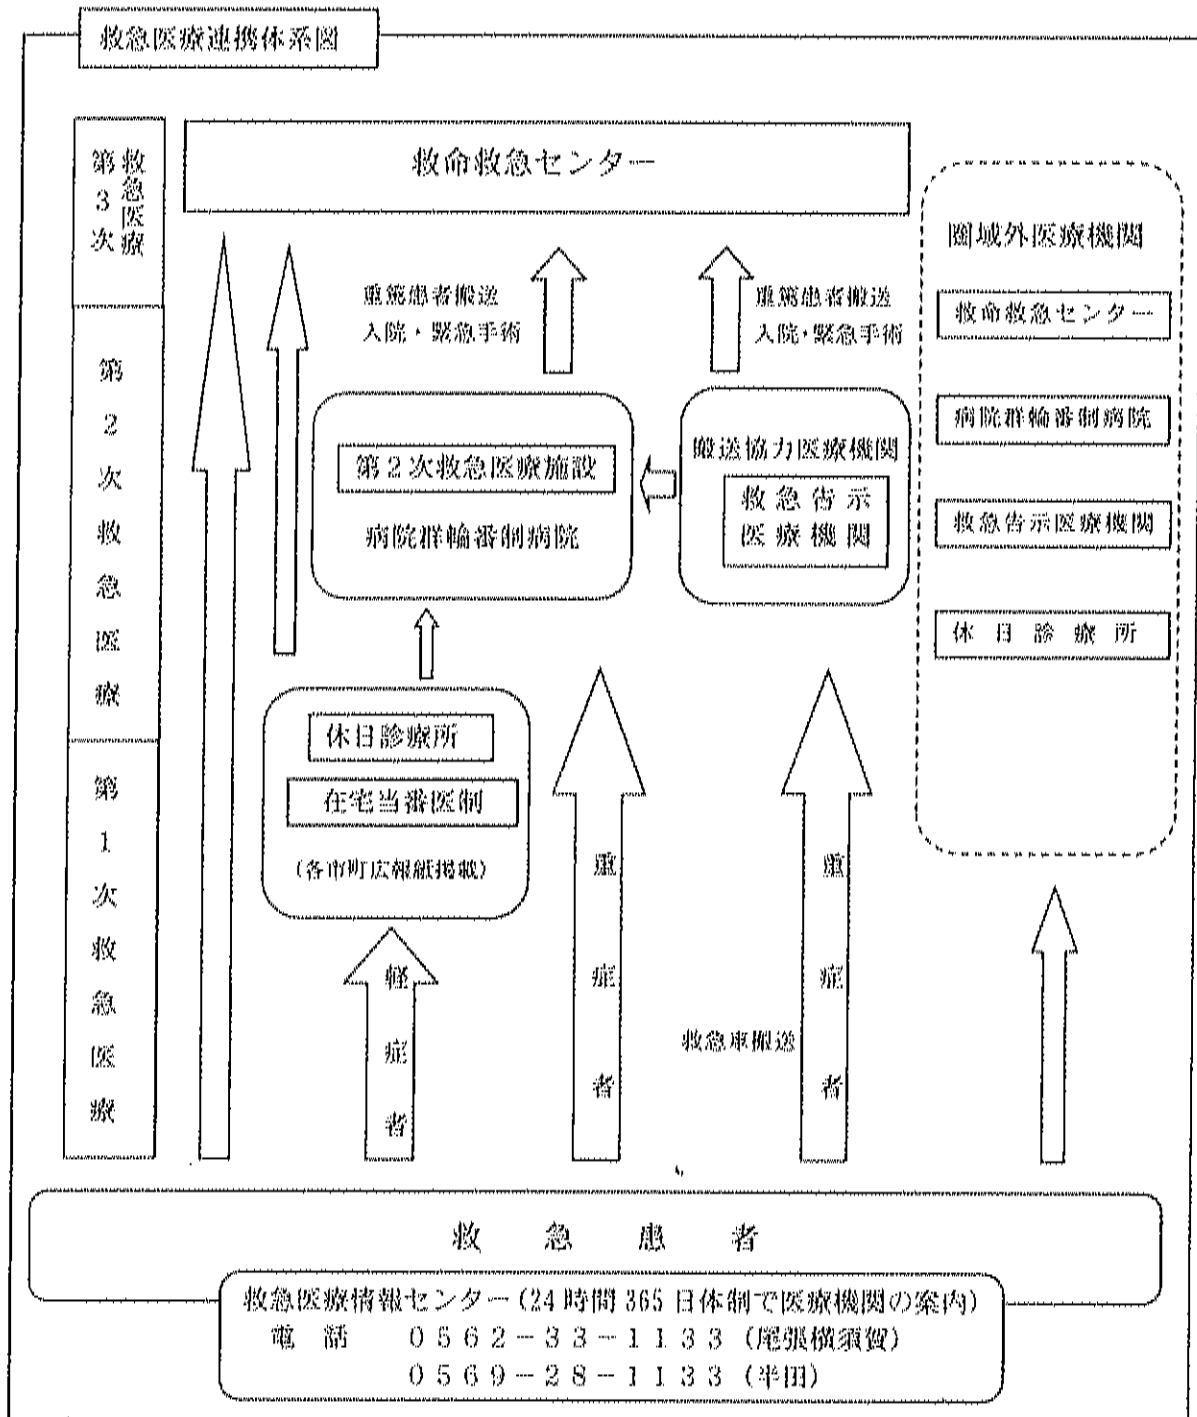 救急医療連携体系図
第3次
救急医療
救命救急センター
圏域外医療機関
重篤患者搬送
入院・緊急手術
重篤患者搬送
入院・緊急手術
救命救急センター
第2次救急医療
病院群輪番制病院
第2次救急医療施設
病院群輪番制病院
搬送協力医療機関
救急告示
医療機関
救急告示医療機関
休日診療所
第1次救急医療
休日診療所
在宅当番医制
(各市町広報紙掲載)
軽症者
重症者
救急車搬送
重症者
救急患者
救急医療情報センター(24時間365日体制で医療機関の案内)
電話 0562-33-1133(尾張横須賀)
0569-28-1133(半田)